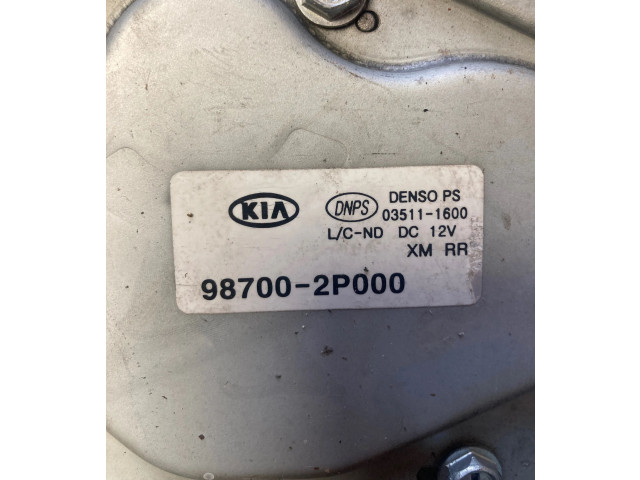 KIA DNPS DENSO PS
03511-1600
L/C-ND DC 12V
XM RR
98700-2P000